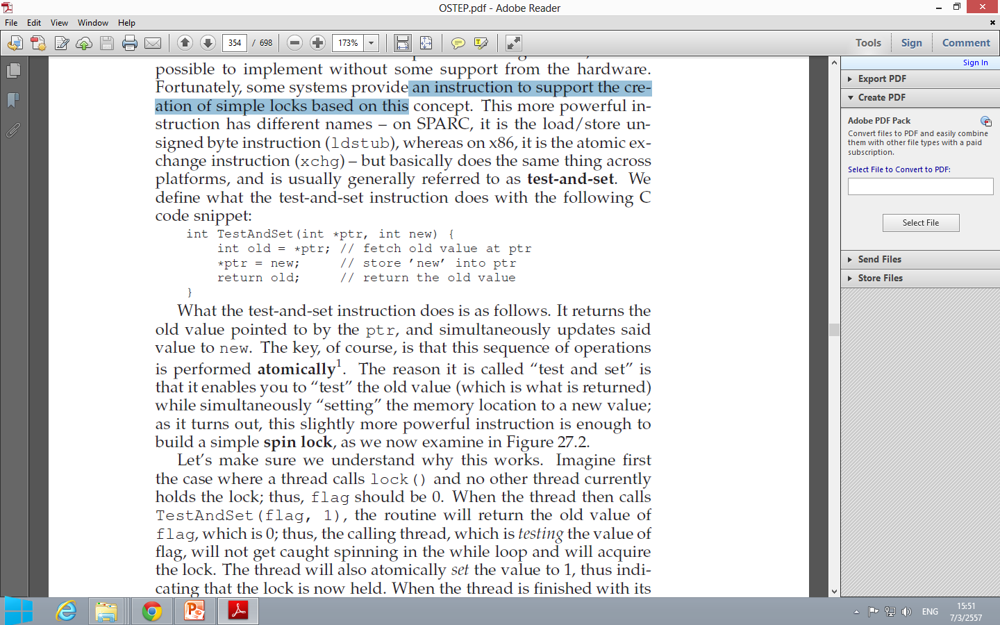 OSTEP.pdf - Adobe Reader
File Edit View Window Help
354 / 698 173% Tools Sign Comment
Sign In
Export PDF
Create PDF
Adobe PDF Pack
Convert files to PDF and easily combine
them with other file types with a paid
subscription.
Select File to Convert to PDF:
Select File
Send Files
Store Files
possible to implement without some support from the hardware.
Fortunately, some systems provide an instruction to support the cre-
ation of simple locks based on this concept. This more powerful in-
struction has different names – on SPARC, it is the load/store un-
signed byte instruction (ldstub), whereas on x86, it is the atomic ex-
change instruction (xchg) – but basically does the same thing across
platforms, and is usually generally referred to as test-and-set. We
define what the test-and-set instruction does with the following C
code snippet:
int TestAndSet(int *ptr, int new) {
int old = *ptr; // fetch old value at ptr
*ptr = new; // store ’new’ into ptr
return old; // return the old value
}
What the test-and-set instruction does is as follows. It returns the
old value pointed to by the ptr, and simultaneously updates said
value to new. The key, of course, is that this sequence of operations
is performed atomically1. The reason it is called “test and set” is
that it enables you to “test” the old value (which is what is returned)
while simultaneously “setting” the memory location to a new value;
as it turns out, this slightly more powerful instruction is enough to
build a simple spin lock, as we now examine in Figure 27.2.
Let’s make sure we understand why this works. Imagine first
the case where a thread calls lock() and no other thread currently
holds the lock; thus, flag should be 0. When the thread then calls
TestAndSet(flag, 1), the routine will return the old value of
flag, which is 0; thus, the calling thread, which is testing the value of
flag, will not get caught spinning in the while loop and will acquire
the lock. The thread will also atomically set the value to 1, thus indi-
cating that the lock is now held. When the thread is finished with its
ENG
15:51
7/3/2557